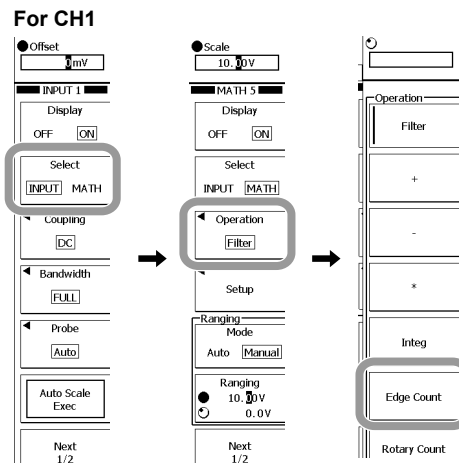 For CH1
Offset
0mV
INPUT 1
Display
OFF ON
Select
INPUT MATH
Coupling
DC
Bandwidth
FULL
Probe
Auto
Auto Scale
Exec
Next
1/2
Scale
10.00V
MATH 5
Display
OFF ON
Select
INPUT MATH
Operation
Filter
Setup
Ranging
Mode
Auto Manual
Ranging
10.00V
0.0V
Next
1/2
Operation
Filter
+
-
*
Integ
Edge Count
Rotary Count